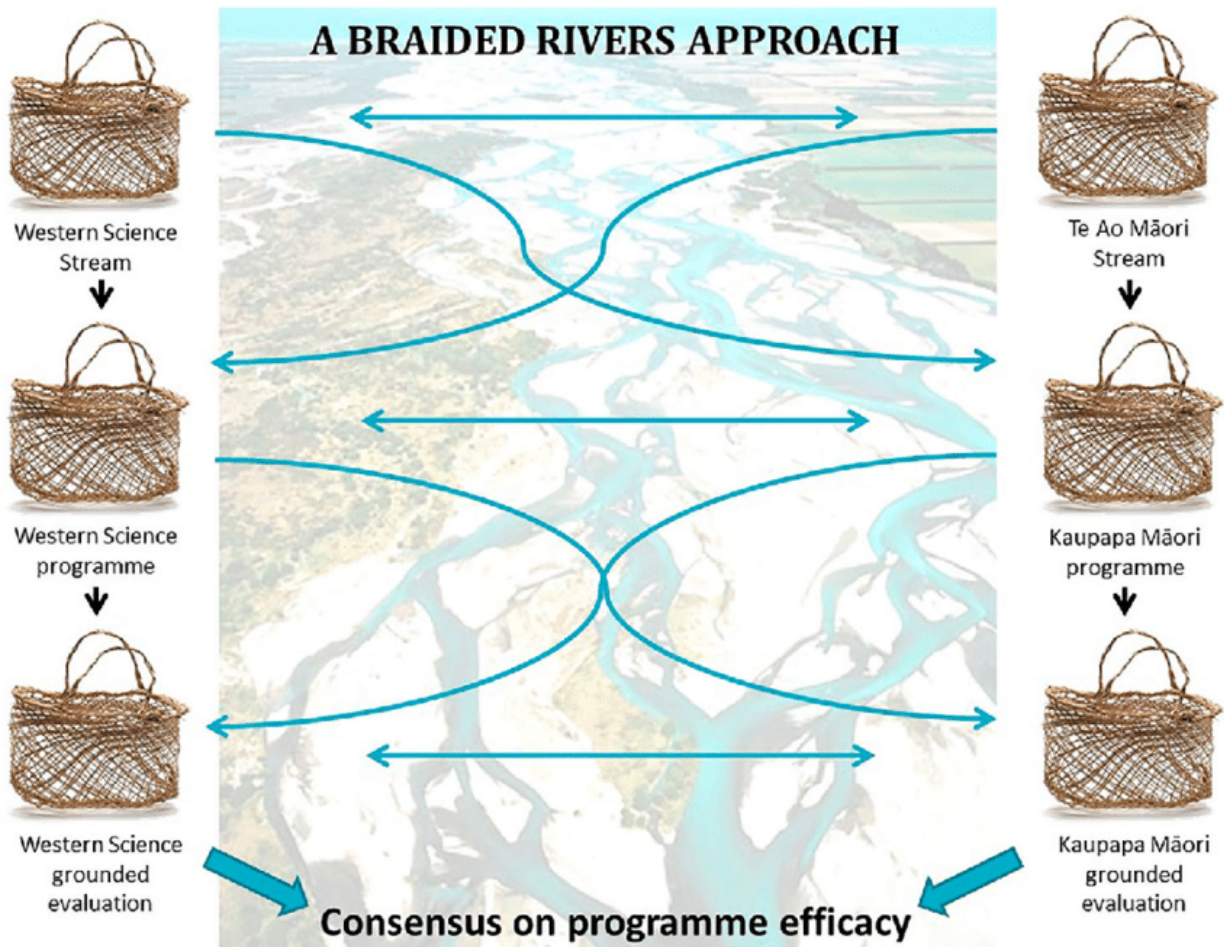 A BRAIDED RIVERS APPROACH
Western Science
Stream
Te Ao Māori
Stream
Western Science
programme
Kaupapa Māori
programme
Western Science
grounded
evaluation
Kaupapa Māori
grounded
evaluation
Consensus on programme efficacy